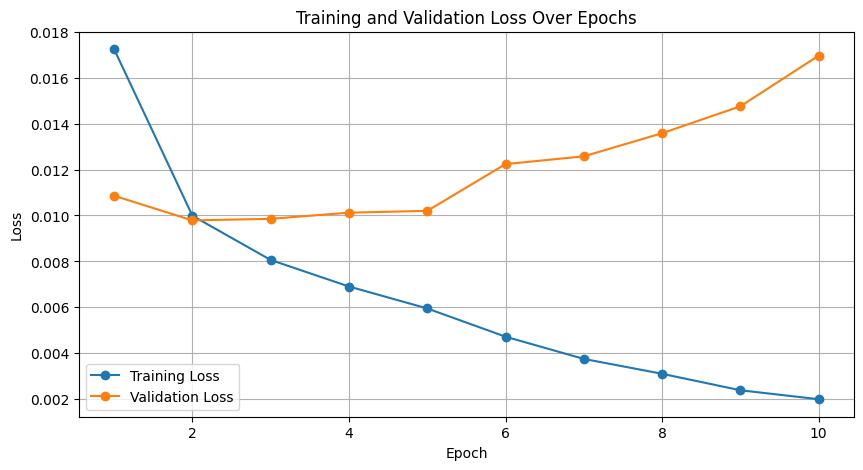 Training and Validation Loss Over Epochs
0.018
0.016
0.014
0.012
0.010
0.008
0.006
0.004
0.002
Loss
Training Loss
Validation Loss
2 4 6 8 10
Epoch